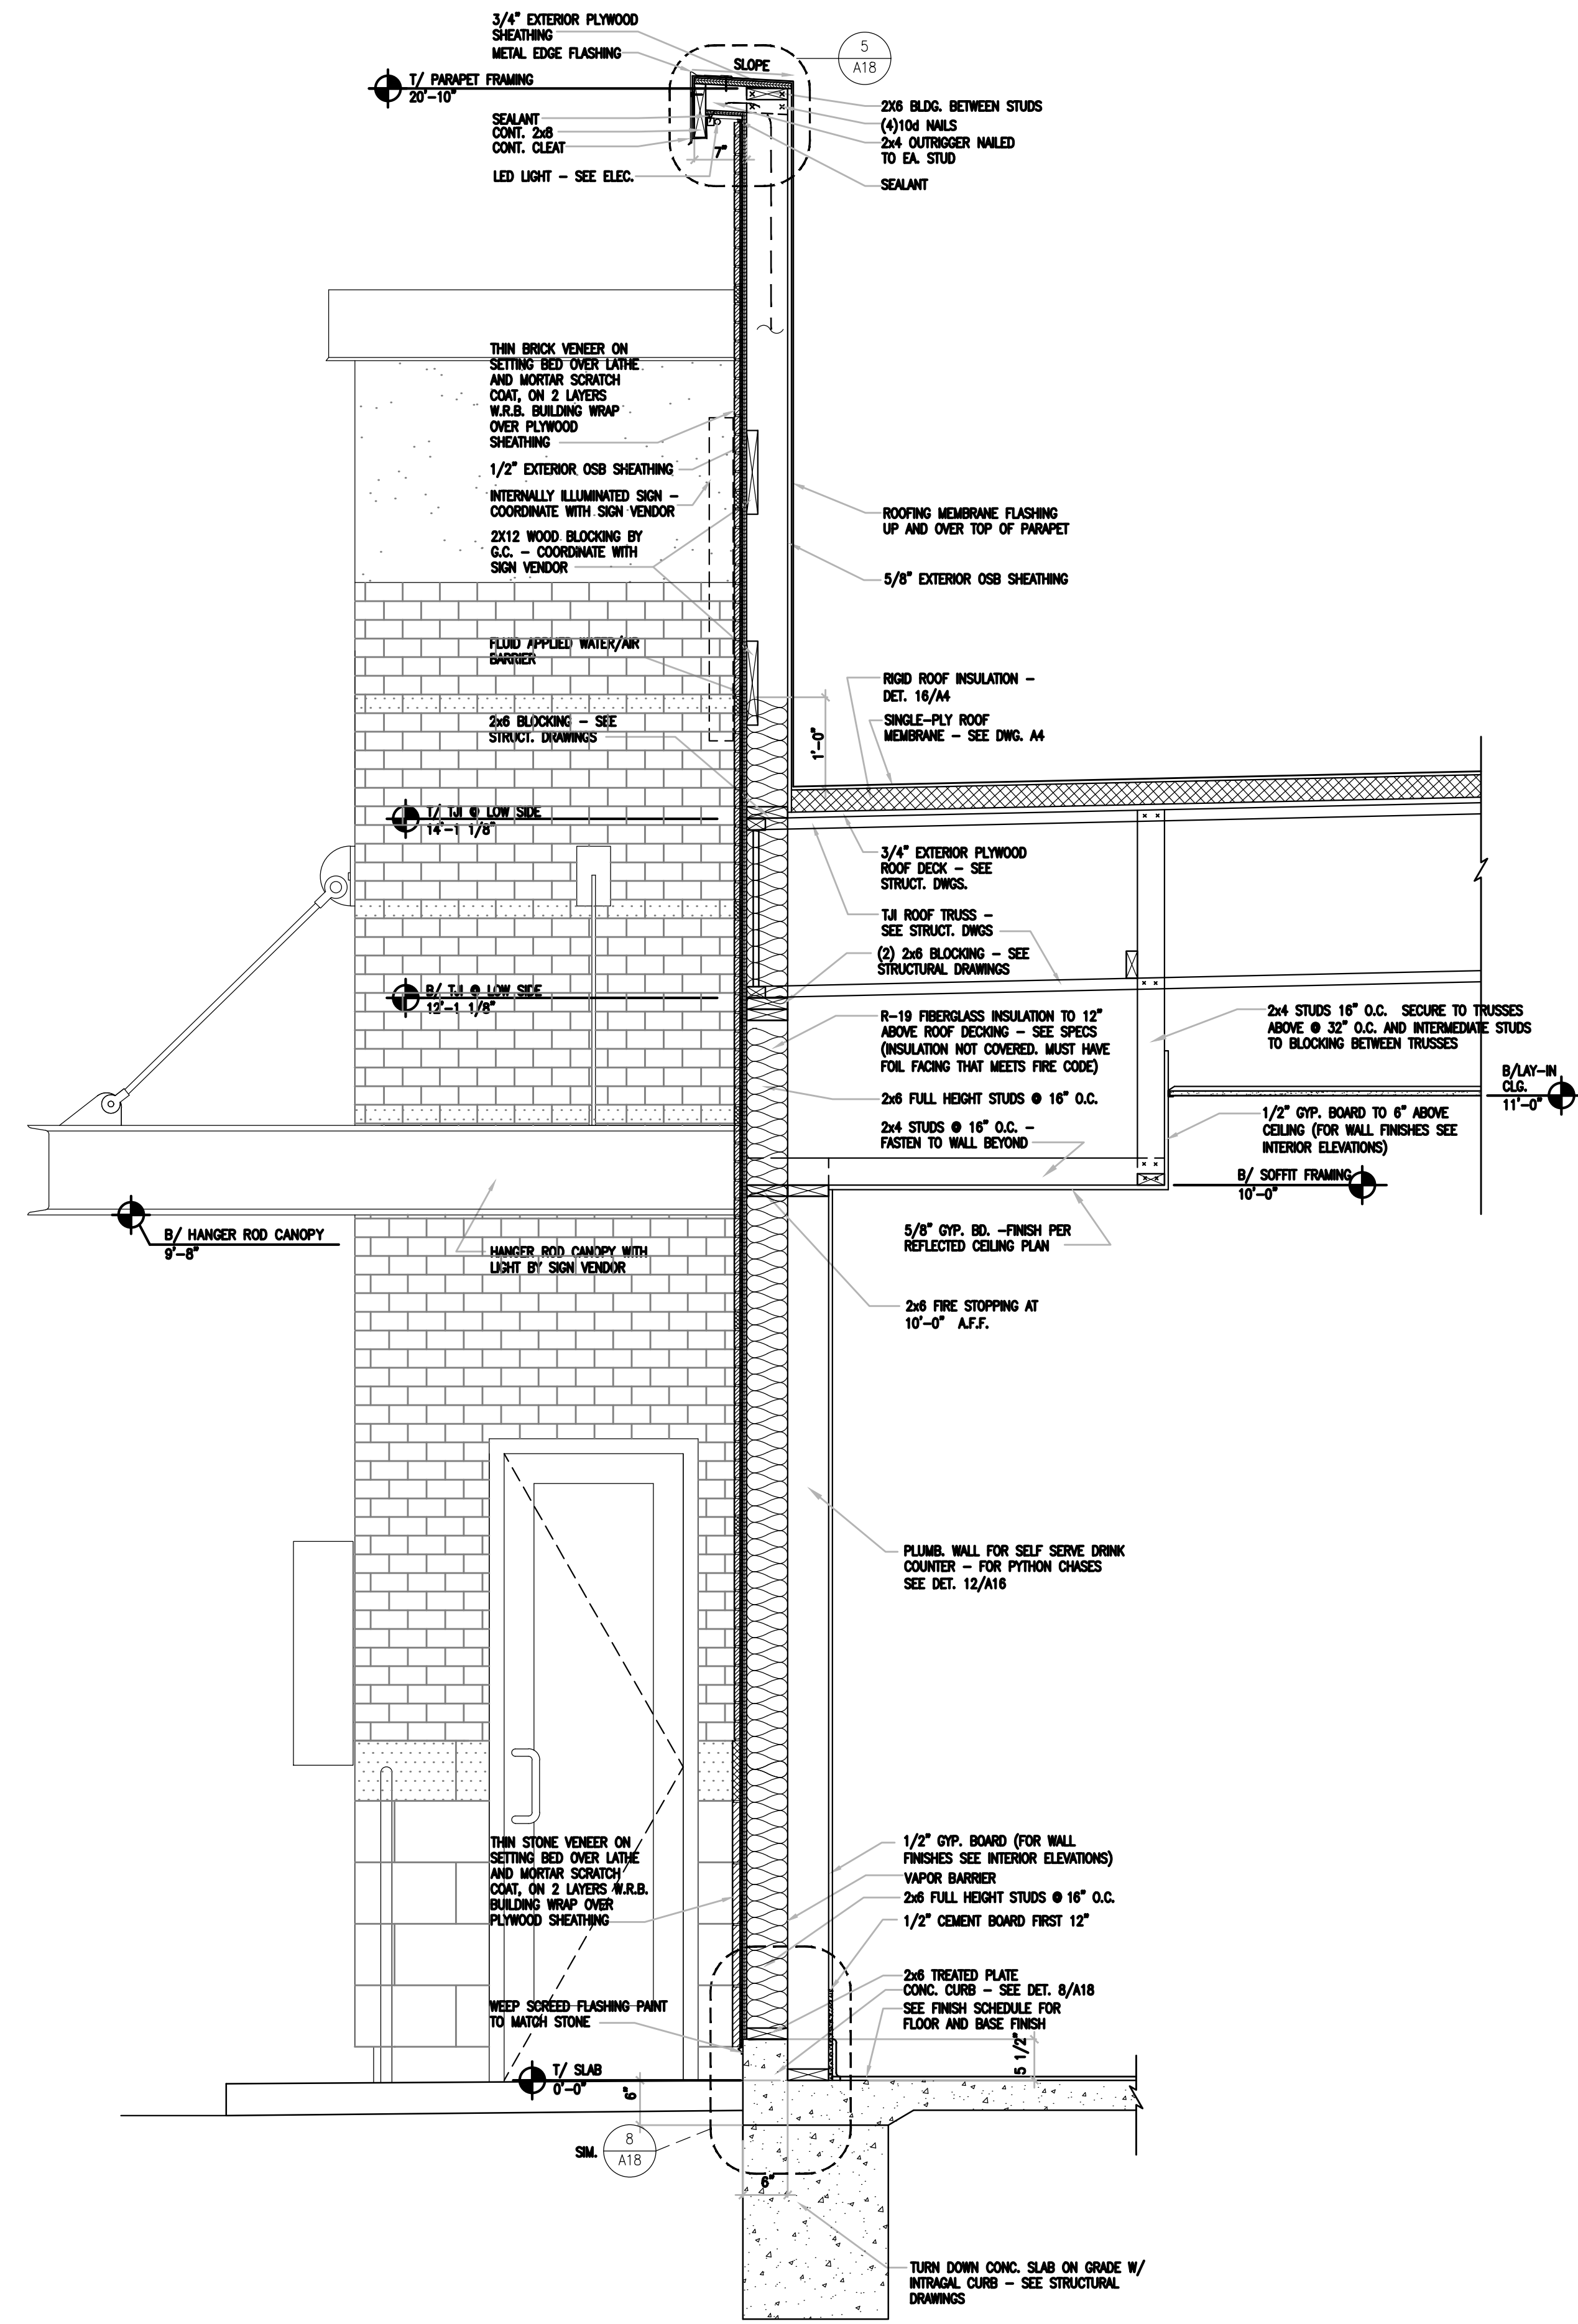 3/4" EXTERIOR PLYWOOD
SHEATHING
METAL EDGE FLASHING
SLOPE
5
A18
T/ PARAPET FRAMING
20'-10"
SEALANT
CONT. 2x8
CONT. CLEAT
7"
LED LIGHT - SEE ELEC.
2X6 BLDG. BETWEEN STUDS
(4)10d NAILS
2x4 OUTRIGGER NAILED
TO EA. STUD
SEALANT
THIN BRICK VENEER ON
SETTING BED OVER LATHE
AND MORTAR SCRATCH
COAT, ON 2 LAYERS
W.R.B. BUILDING WRAP
OVER PLYWOOD
SHEATHING
1/2" EXTERIOR OSB SHEATHING
INTERNALLY ILLUMINATED SIGN -
COORDINATE WITH SIGN VENDOR
2X12 WOOD BLOCKING BY
G.C. - COORDINATE WITH
SIGN VENDOR
ROOFING MEMBRANE FLASHING
UP AND OVER TOP OF PARAPET
5/8" EXTERIOR OSB SHEATHING
FLUID APPLIED WATER/AIR
BARRIER
2x6 BLOCKING - SEE
STRUCT. DRAWINGS
RIGID ROOF INSULATION -
DET. 16/A4
SINGLE-PLY ROOF
MEMBRANE - SEE DWG. A4
1'-0"
T/ TJI @ LOW SIDE
14'-1 1/8"
3/4" EXTERIOR PLYWOOD
ROOF DECK - SEE
STRUCT. DWGS.
TJI ROOF TRUSS -
SEE STRUCT. DWGS
(2) 2x6 BLOCKING - SEE
STRUCTURAL DRAWINGS
B/ TJI @ LOW SIDE
12'-1 1/8"
R-19 FIBERGLASS INSULATION TO 12"
ABOVE ROOF DECKING - SEE SPECS
(INSULATION NOT COVERED. MUST HAVE
FOIL FACING THAT MEETS FIRE CODE)
2x6 FULL HEIGHT STUDS @ 16" O.C.
2x4 STUDS @ 16" O.C. -
FASTEN TO WALL BEYOND
2x4 STUDS 16" O.C. SECURE TO TRUSSES
ABOVE @ 32" O.C. AND INTERMEDIATE STUDS
TO BLOCKING BETWEEN TRUSSES
B/LAY-IN
CLG.
11'-0"
1/2" GYP. BOARD TO 6" ABOVE
CEILING (FOR WALL FINISHES SEE
INTERIOR ELEVATIONS)
B/ SOFFIT FRAMING
10'-0"
B/ HANGER ROD CANOPY
9'-8"
HANGER ROD CANOPY WITH
LIGHT BY SIGN VENDOR
5/8" GYP. BD. -FINISH PER
REFLECTED CEILING PLAN
2x6 FIRE STOPPING AT
10'-0" A.F.F.
PLUMB. WALL FOR SELF SERVE DRINK
COUNTER - FOR PYTHON CHASES
SEE DET. 12/A16
THIN STONE VENEER ON
SETTING BED OVER LATHE
AND MORTAR SCRATCH
COAT, ON 2 LAYERS W.R.B.
BUILDING WRAP OVER
PLYWOOD SHEATHING
1/2" GYP. BOARD (FOR WALL
FINISHES SEE INTERIOR ELEVATIONS)
VAPOR BARRIER
2x6 FULL HEIGHT STUDS @ 16" O.C.
1/2" CEMENT BOARD FIRST 12"
2x6 TREATED PLATE
CONC. CURB - SEE DET. 8/A18
SEE FINISH SCHEDULE FOR
FLOOR AND BASE FINISH
WEEP SCREED FLASHING PAINT
TO MATCH STONE
5 1/2"
T/ SLAB
0'-0"
6"
SIM.
8
A18
6"
TURN DOWN CONC. SLAB ON GRADE W/
INTRAGAL CURB - SEE STRUCTURAL
DRAWINGS